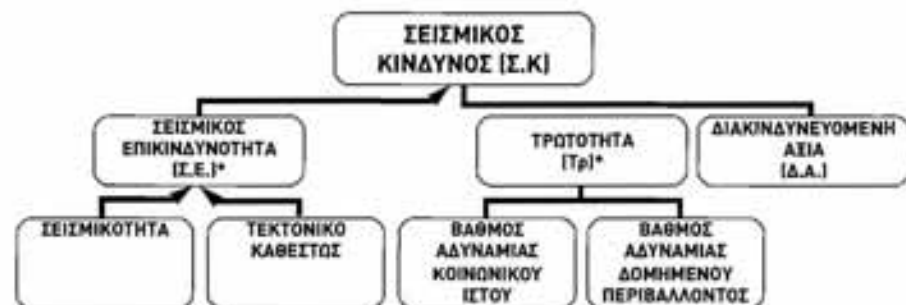 ΣΕΙΣΜΙΚΟΣ
ΚΙΝΔΥΝΟΣ [Σ.Κ]
ΣΕΙΣΜΙΚΟΣ
ΕΠΙΚΙΝΔΥΝΟΤΗΤΑ
[Σ.Ε.]*
ΤΡΩΤΟΤΗΤΑ
[Τρ]*
ΔΙΑΚΙΝΔΥΝΕΥΟΜΕΝΗ
ΑΞΙΑ
[Δ.Α.]
ΣΕΙΣΜΙΚΟΤΗΤΑ
ΤΕΚΤΟΝΙΚΟ
ΚΑΘΕΣΤΩΣ
ΒΑΘΜΟΣ
ΑΔΥΝΑΜΙΑΣ
ΚΟΙΝΩΝΙΚΟΥ
ΙΣΤΟΥ
ΒΑΘΜΟΣ
ΑΔΥΝΑΜΙΑΣ
ΔΟΜΗΜΕΝΟΥ
ΠΕΡΙΒΑΛΛΟΝΤΟΣ